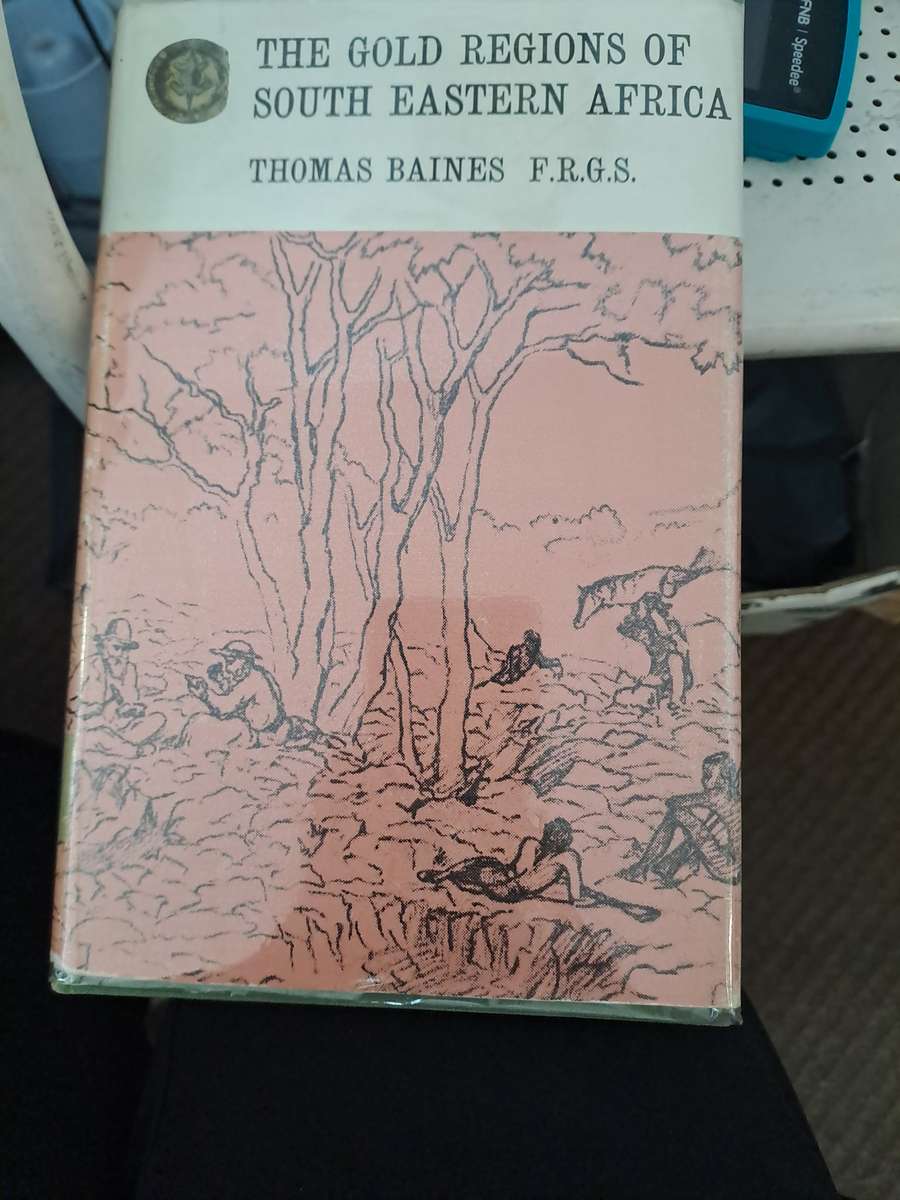 THE GOLD REGIONS OF
SOUTH EASTERN AFRICA
THOMAS BAINES F.R.G.S.
FNB / Speedee®